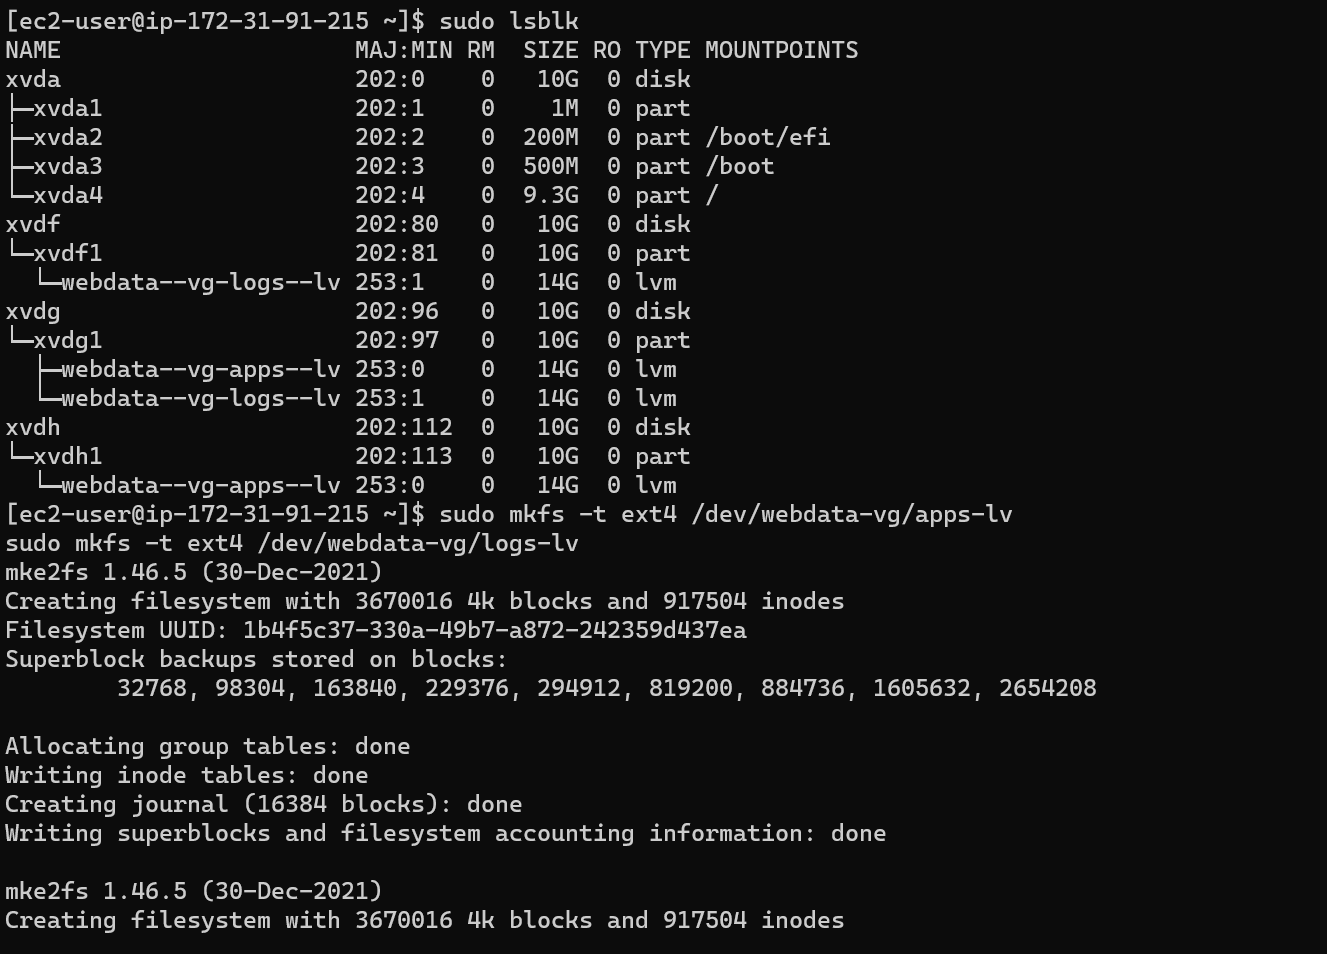 [ec2-user@ip-172-31-91-215 ~]$ sudo lsblk
NAME                     MAJ:MIN RM  SIZE RO TYPE MOUNTPOINTS
xvda                     202:0    0   10G  0 disk
├─xvda1                  202:1    0    1M  0 part
├─xvda2                  202:2    0  200M  0 part /boot/efi
├─xvda3                  202:3    0  500M  0 part /boot
└─xvda4                  202:4    0  9.3G  0 part /
xvdf                     202:80   0   10G  0 disk
└─xvdf1                  202:81   0   10G  0 part
  └─webdata--vg-logs--lv 253:1    0   14G  0 lvm
xvdg                     202:96   0   10G  0 disk
└─xvdg1                  202:97   0   10G  0 part
  ├─webdata--vg-apps--lv 253:0    0   14G  0 lvm
  └─webdata--vg-logs--lv 253:1    0   14G  0 lvm
xvdh                     202:112  0   10G  0 disk
└─xvdh1                  202:113  0   10G  0 part
  └─webdata--vg-apps--lv 253:0    0   14G  0 lvm
[ec2-user@ip-172-31-91-215 ~]$ sudo mkfs -t ext4 /dev/webdata-vg/apps-lv
sudo mkfs -t ext4 /dev/webdata-vg/logs-lv
mke2fs 1.46.5 (30-Dec-2021)
Creating filesystem with 3670016 4k blocks and 917504 inodes
Filesystem UUID: 1b4f5c37-330a-49b7-a872-242359d437ea
Superblock backups stored on blocks:
        32768, 98304, 163840, 229376, 294912, 819200, 884736, 1605632, 2654208

Allocating group tables: done
Writing inode tables: done
Creating journal (16384 blocks): done
Writing superblocks and filesystem accounting information: done

mke2fs 1.46.5 (30-Dec-2021)
Creating filesystem with 3670016 4k blocks and 917504 inodes